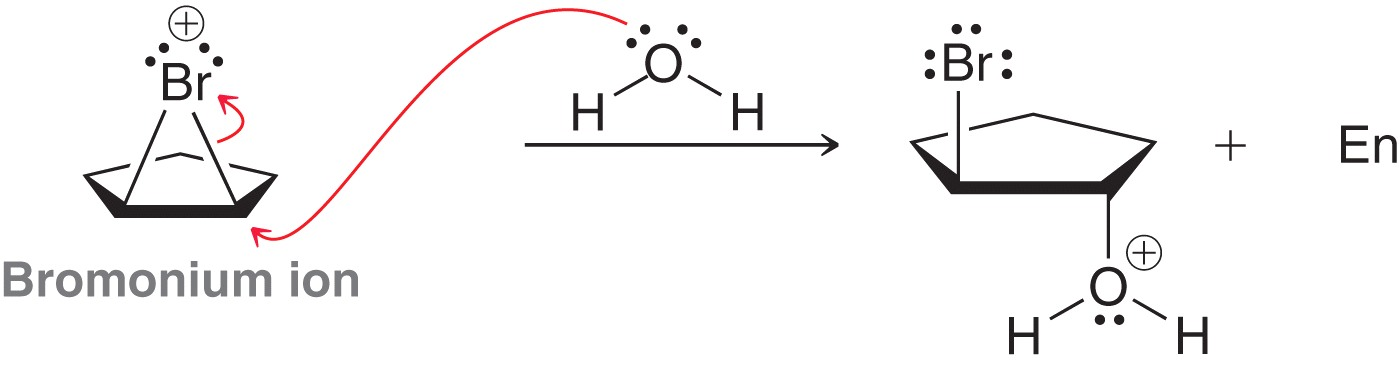 ⊕
Br
O
H H
Br
+ En
Bromonium ion
⊕
O
H H